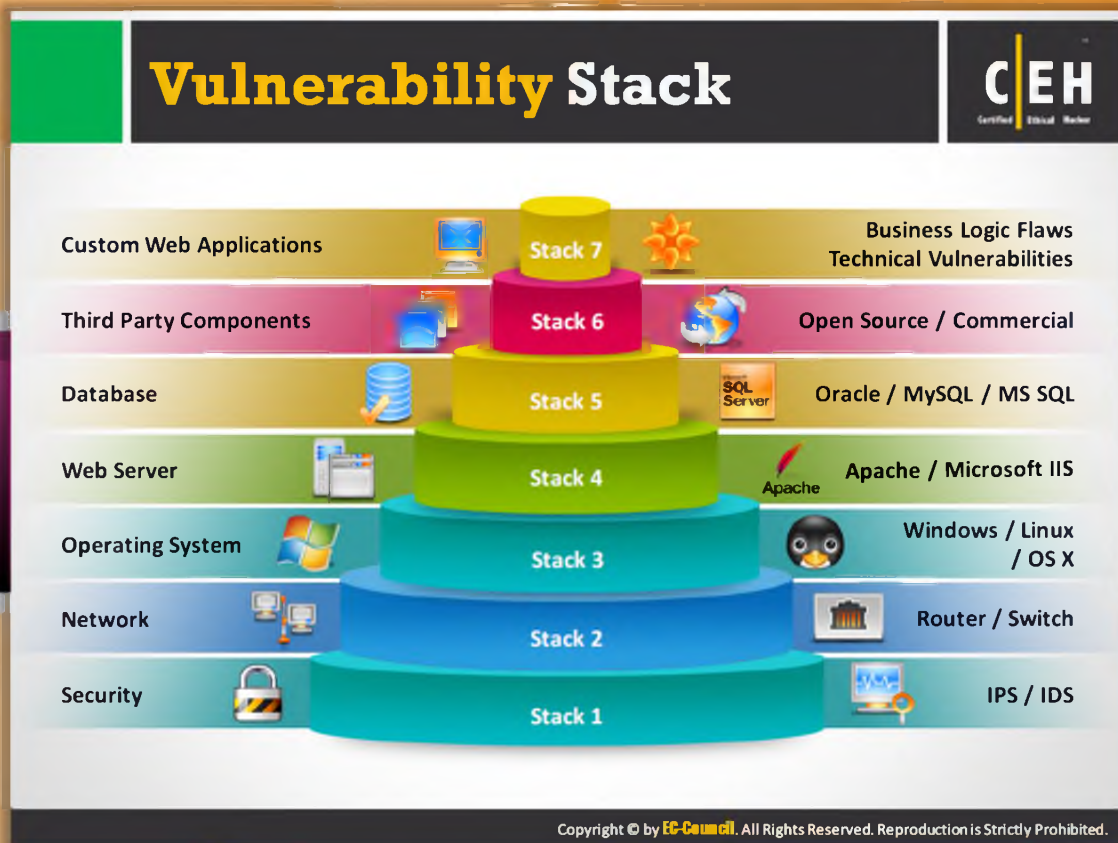 Vulnerability Stack
C|EH
Certified Ethical Hacker
Custom Web Applications
Stack 7
Business Logic Flaws
Technical Vulnerabilities
Third Party Components
Stack 6
Open Source / Commercial
Database
Stack 5
Microsoft
SQL
Server
Oracle / MySQL / MS SQL
Web Server
Stack 4
Apache
Apache / Microsoft IIS
Operating System
Stack 3
Windows / Linux
/ OS X
Network
Stack 2
Router / Switch
Security
Stack 1
IPS / IDS
Copyright © by EC-Council. All Rights Reserved. Reproduction is Strictly Prohibited.